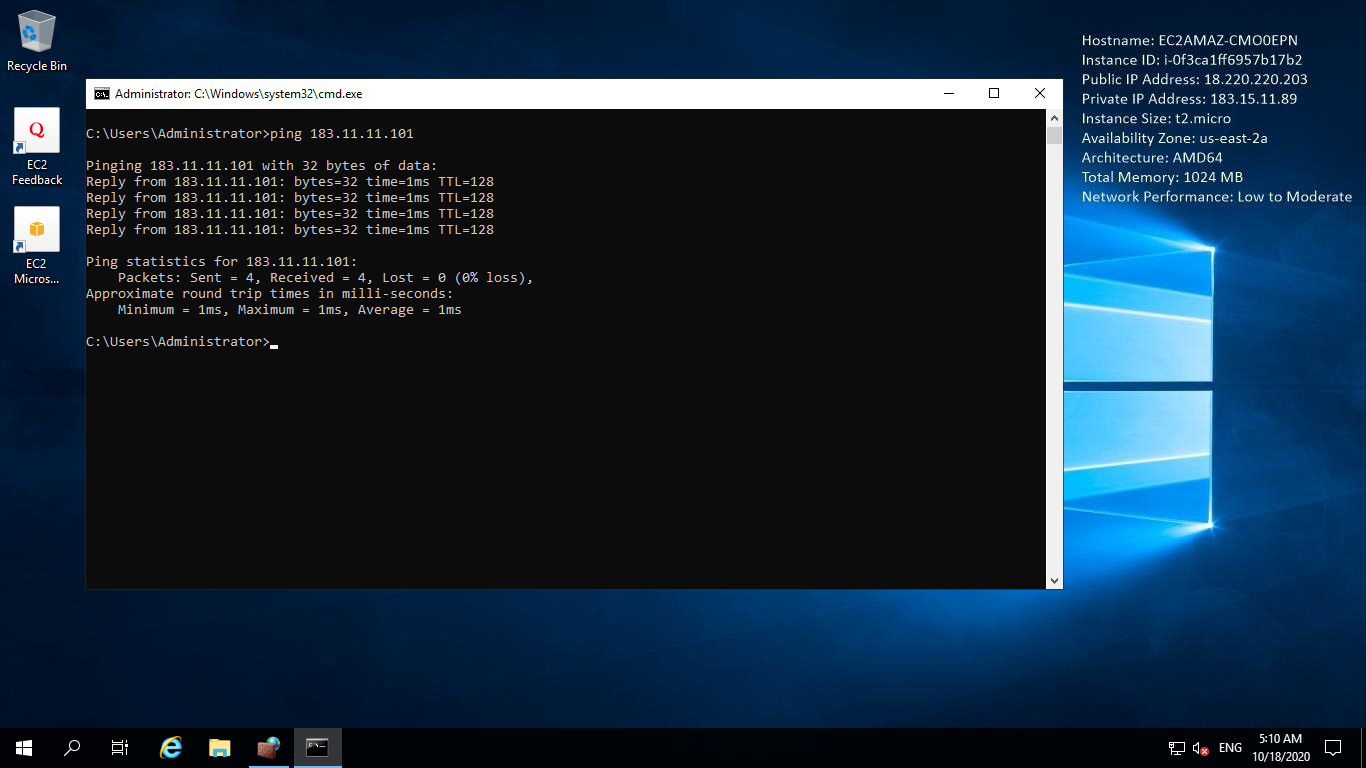 Recycle Bin
EC2
Feedback
EC2
Micros...
Hostname: EC2AMAZ-CMO0EPN
Instance ID: i-0f3ca1ff6957b17b2
Public IP Address: 18.220.220.203
Private IP Address: 183.15.11.89
Instance Size: t2.micro
Availability Zone: us-east-2a
Architecture: AMD64
Total Memory: 1024 MB
Network Performance: Low to Moderate
Administrator: C:\Windows\system32\cmd.exe
C:\Users\Administrator>ping 183.11.11.101
Pinging 183.11.11.101 with 32 bytes of data:
Reply from 183.11.11.101: bytes=32 time=1ms TTL=128
Reply from 183.11.11.101: bytes=32 time=1ms TTL=128
Reply from 183.11.11.101: bytes=32 time=1ms TTL=128
Reply from 183.11.11.101: bytes=32 time=1ms TTL=128
Ping statistics for 183.11.11.101:
    Packets: Sent = 4, Received = 4, Lost = 0 (0% loss),
Approximate round trip times in milli-seconds:
    Minimum = 1ms, Maximum = 1ms, Average = 1ms
C:\Users\Administrator>
ENG
5:10 AM
10/18/2020